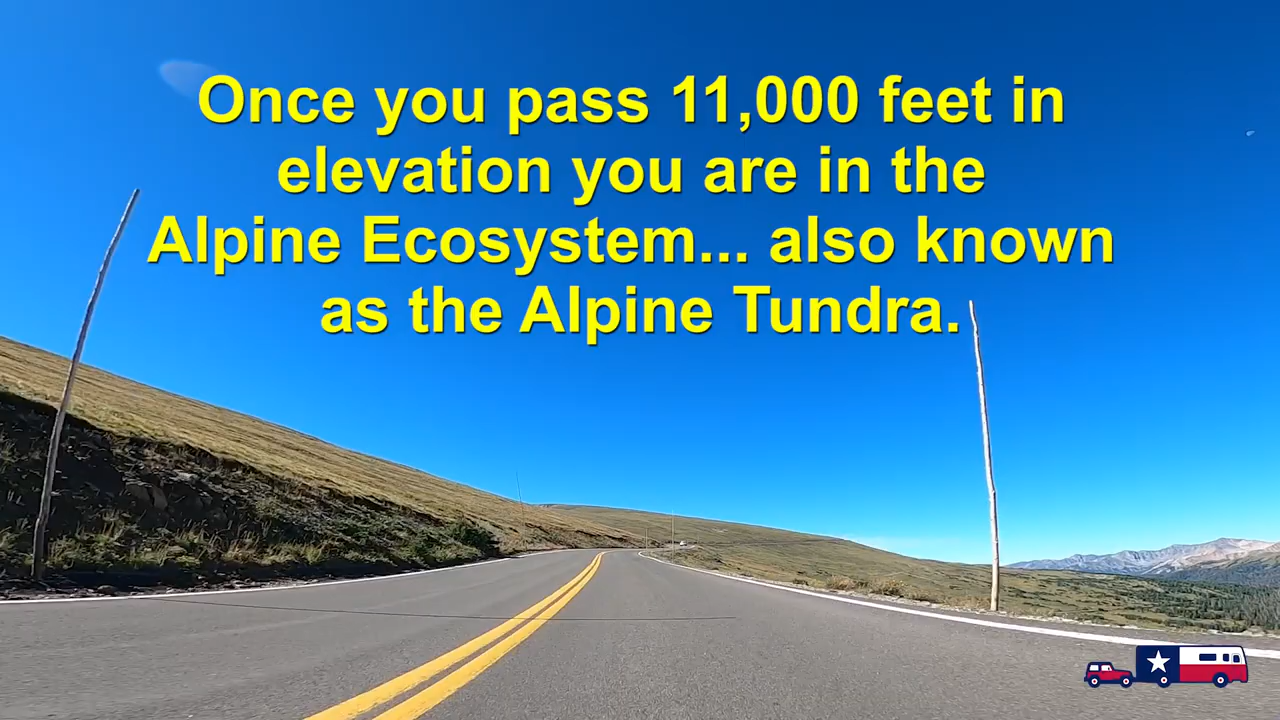 Once you pass 11,000 feet in
elevation you are in the
Alpine Ecosystem... also known
as the Alpine Tundra.